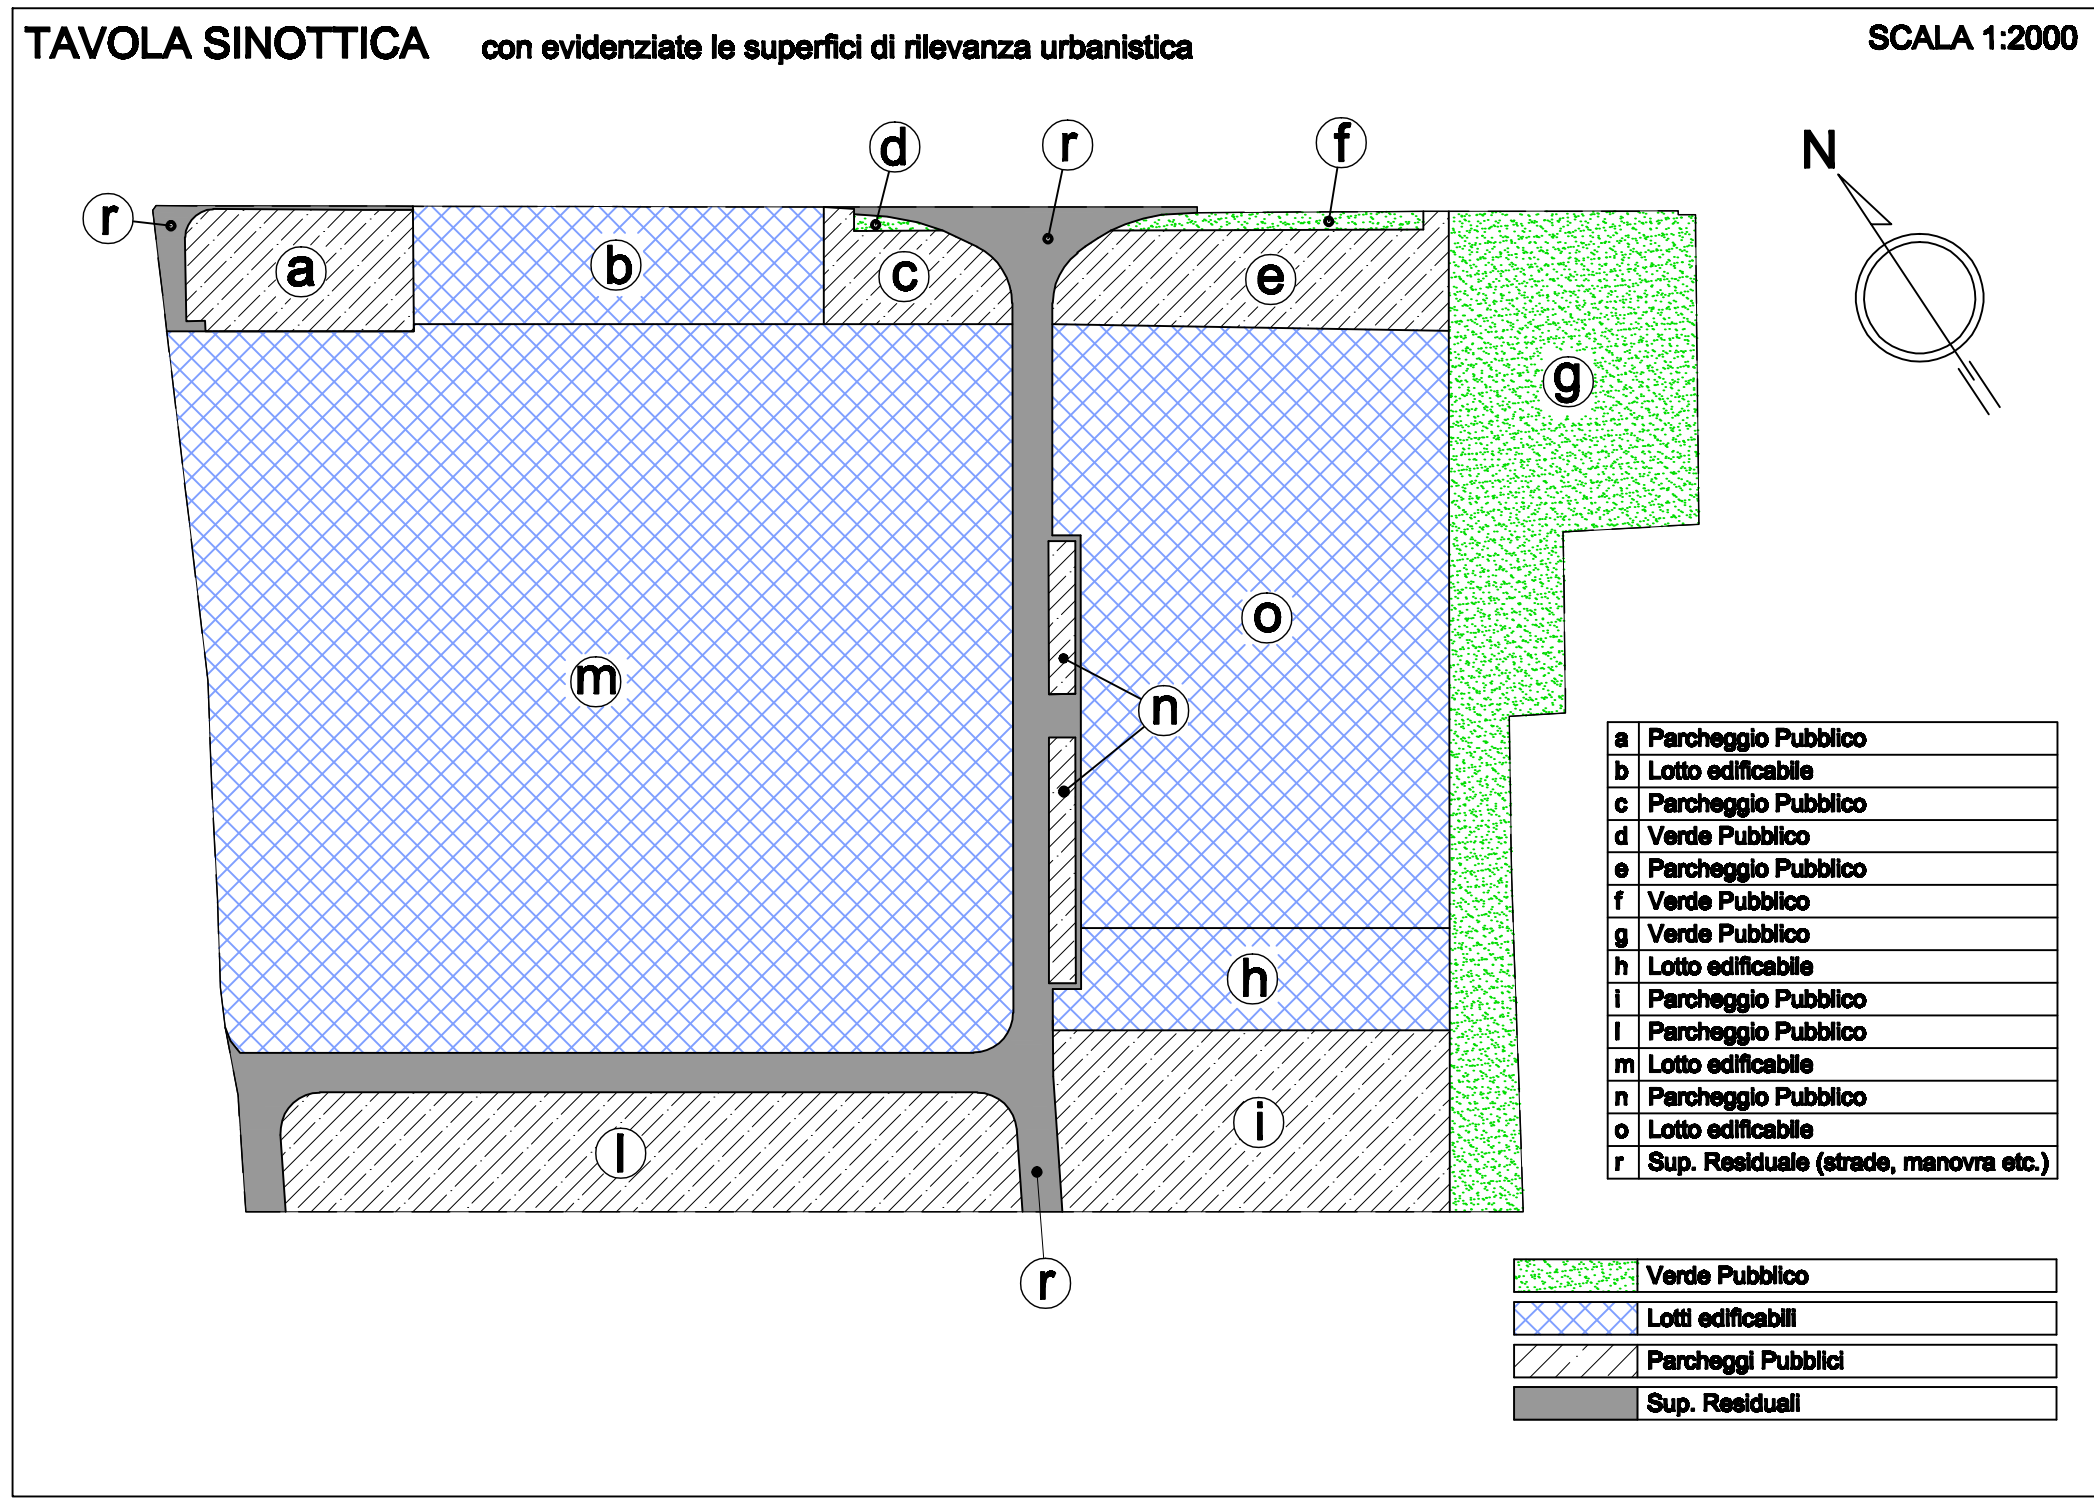 TAVOLA SINOTTICA con evidenziate le superfici di rilevanza urbanistica SCALA 1:2000
d r f N
r
a b c e
g
o
m
n
h
i
l
r
a Parcheggio Pubblico
b Lotto edificabile
c Parcheggio Pubblico
d Verde Pubblico
e Parcheggio Pubblico
f Verde Pubblico
g Verde Pubblico
h Lotto edificabile
i Parcheggio Pubblico
l Parcheggio Pubblico
m Lotto edificabile
n Parcheggio Pubblico
o Lotto edificabile
r Sup. Residuale (strade, manovra etc.)
Verde Pubblico
Lotti edificabili
Parcheggi Pubblici
Sup. Residuali